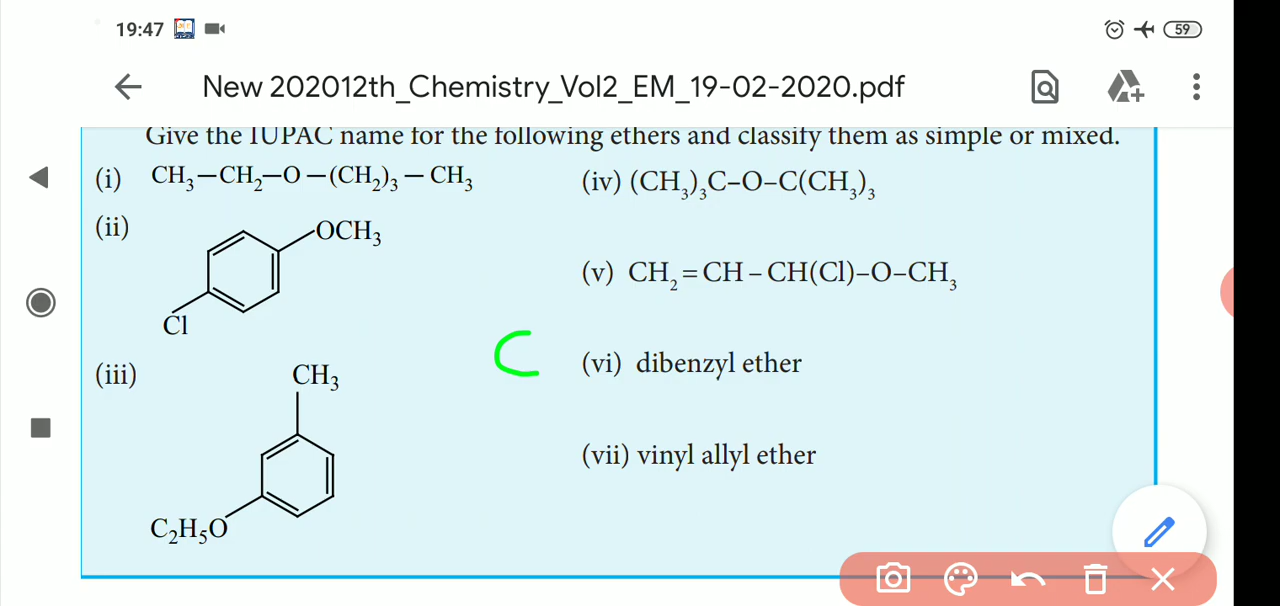 19:47
59
New 202012th_Chemistry_Vol2_EM_19-02-2020.pdf
Give the IUPAC name for the following ethers and classify them as simple or mixed.
(i) CH₃–CH₂–O–(CH₂)₃–CH₃
(ii) OCH₃
Cl
(iii) CH₃
C₂H₅O
(iv) (CH₃)₃C–O–C(CH₃)₃
(v) CH₂=CH–CH(Cl)–O–CH₃
C
(vi) dibenzyl ether
(vii) vinyl allyl ether